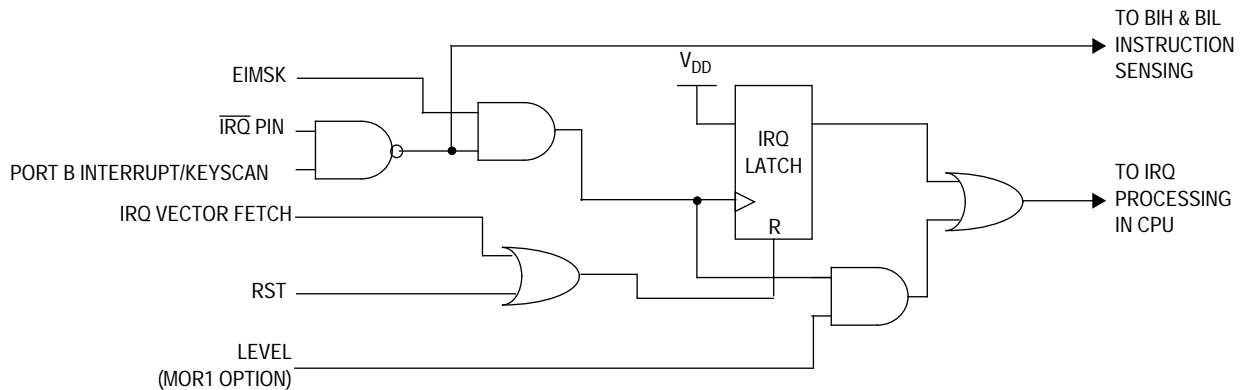 TO BIH & BIL
INSTRUCTION
SENSING
EIMSK
VDD
IRQ PIN
IRQ
LATCH
PORT B INTERRUPT/KEYSCAN
TO IRQ
PROCESSING
IN CPU
IRQ VECTOR FETCH
R
RST
LEVEL
(MOR1 OPTION)